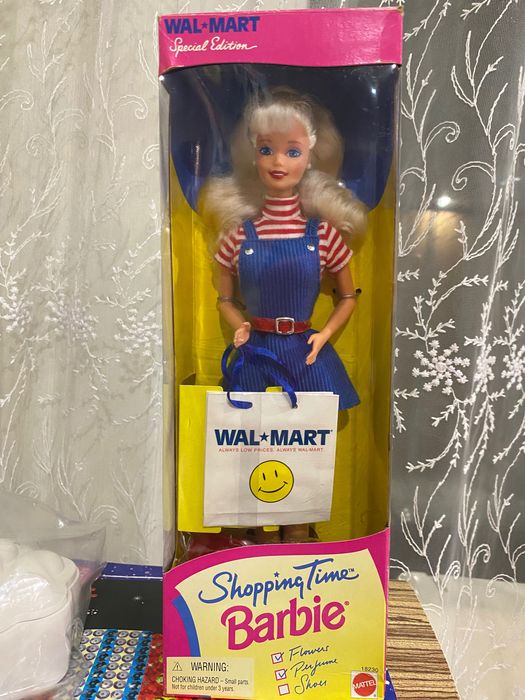 WAL★MART
Special Edition
WAL★MART
ALWAYS LOW PRICES. ALWAYS WAL-MART.
Shopping Time™
Barbie®
Flowers
Perfume
Shoes
⚠ WARNING:
CHOKING HAZARD – Small parts.
Not for children under 3 years.
18230
MATTEL